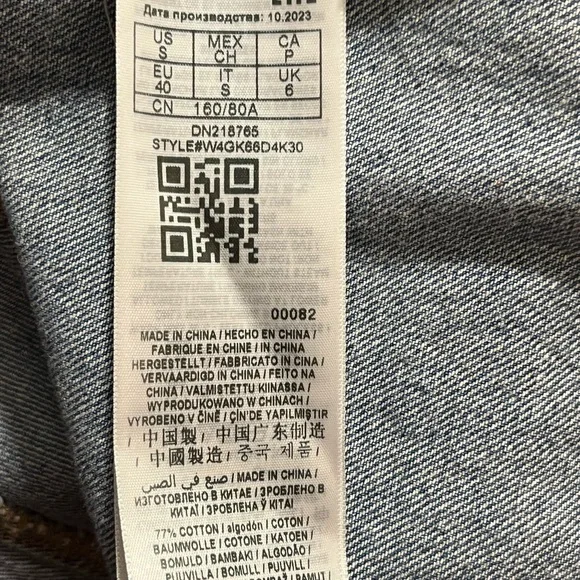 Дата производства: 10.2023
US MEX CA
S CH P
EU IT UK
40 S 6
CN 160/80A
DN218765
STYLE#W4GK66D4K30
00082
MADE IN CHINA / HECHO EN CHINA /
FABRIQUE EN CHINE / IN CHINA
HERGESTELLT / FABBRICATO IN CINA /
VERVAARDIGD IN CHINA / FEITO NA
CHINA / VALMISTETTU KIINASSA /
WYPRODUKOWANO W CHINACH /
VYROBENO V ČÍNĚ / ÇİN'DE YAPILMIŞTIR
/ 中国製 / 中国广东制造
/ 中國製造 / 중국 제품 /
صنع في الصين / MADE IN CHINA /
ИЗГОТОВЛЕНО В КИТАЕ / ЗРОБЛЕНО В
КИТАЇ / ЗРОБЛЕНА Ў КІТАІ
77% COTTON / algodón / COTON /
BAUMWOLLE / COTONE / KATOEN /
BOMULD / BAMBAKI / ALGODÃO /
PUUVILLA / BOMULL / PUUVILL /
BAWEŁNA / BAVLNA / PAMUT /